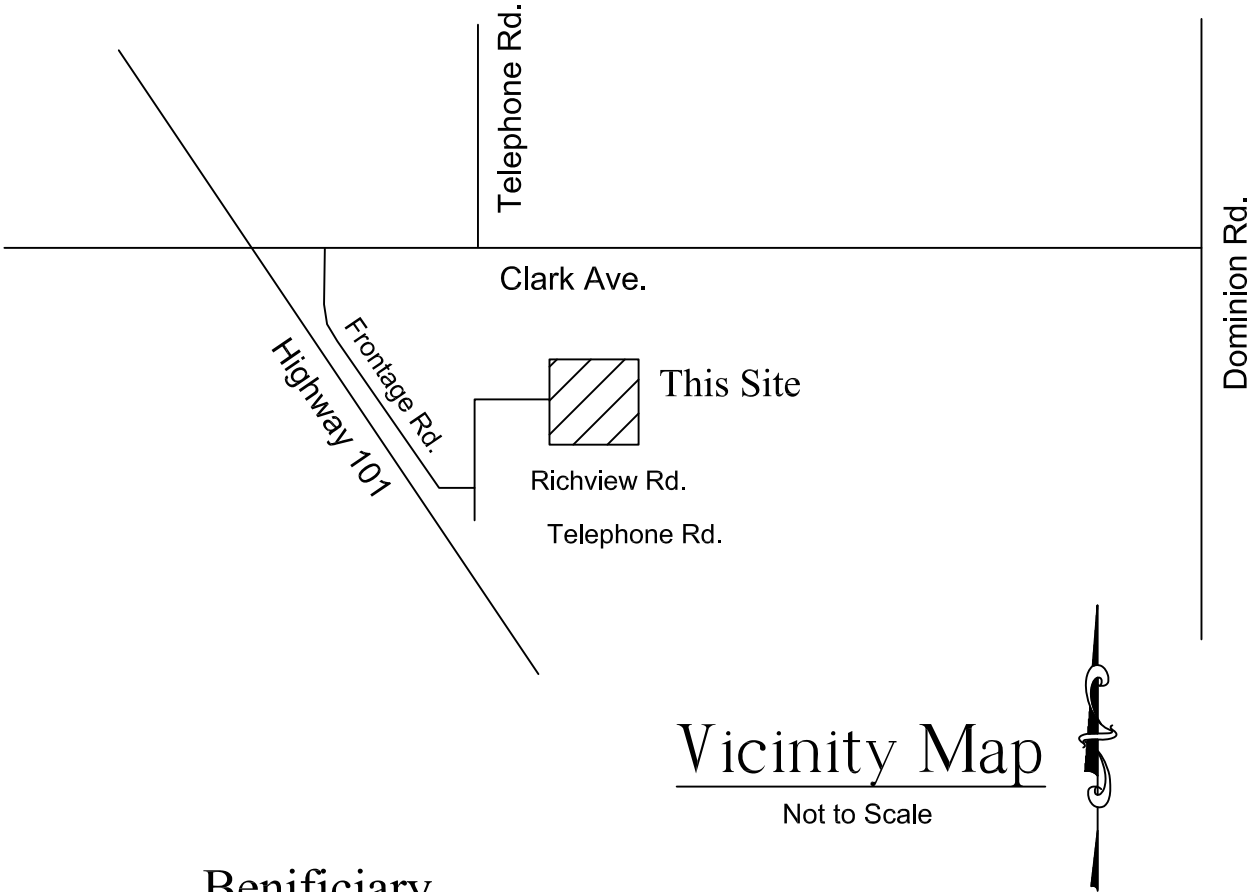 Telephone Rd.
Dominion Rd.
Clark Ave.
Frontage Rd.
Highway 101
This Site
Richview Rd.
Telephone Rd.
Vicinity Map
Not to Scale
Benificiary